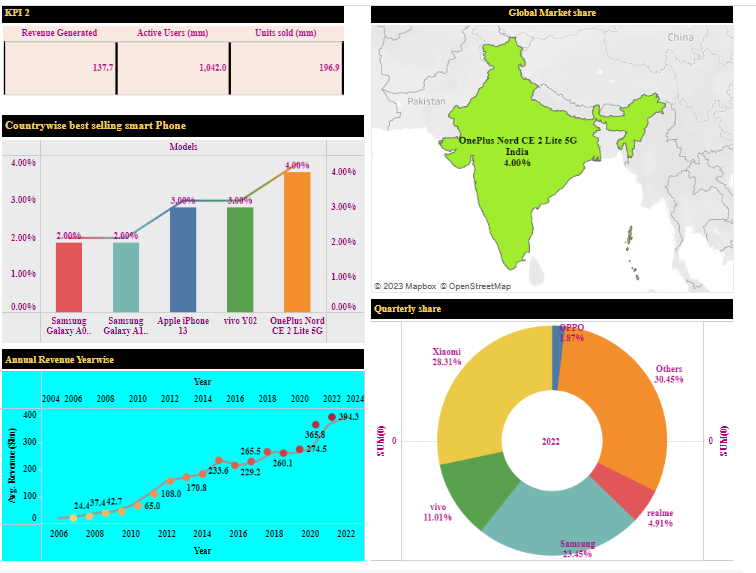 KPI 2
Revenue Generated Active Users (mm) Units sold (mm)
137.7 1,042.0 196.9
Countrywise best selling smart Phone
Models
4.00%
3.00%
2.00%
1.00%
0.00%
2.00% 2.00% 3.00% 3.00% 4.00%
4.00%
3.00%
2.00%
1.00%
0.00%
Samsung Galaxy A0..
Samsung Galaxy A1..
Apple iPhone 13
vivo Y02
OnePlus Nord CE 2 Lite 5G
Annual Revenue Yearwise
Year
2004 2006 2008 2010 2012 2014 2016 2018 2020 2022 2024
Avg. Revenue ($bn)
400
300
200
100
0
24.4 37.4 42.7 65.0 108.0 170.8 233.6 229.2 265.5 260.1 274.5 365.8 394.3
2006 2008 2010 2012 2014 2016 2018 2020 2022
Year
Global Market share
China
Pakistan
OnePlus Nord CE 2 Lite 5G
India
4.00%
© 2023 Mapbox © OpenStreetMap
Quarterly share
OPPO
1.87%
Xiaomi
28.31%
Others
30.45%
SUM(0)
0
2022
0
SUM(0)
vivo
11.01%
realme
4.91%
Samsung
23.45%